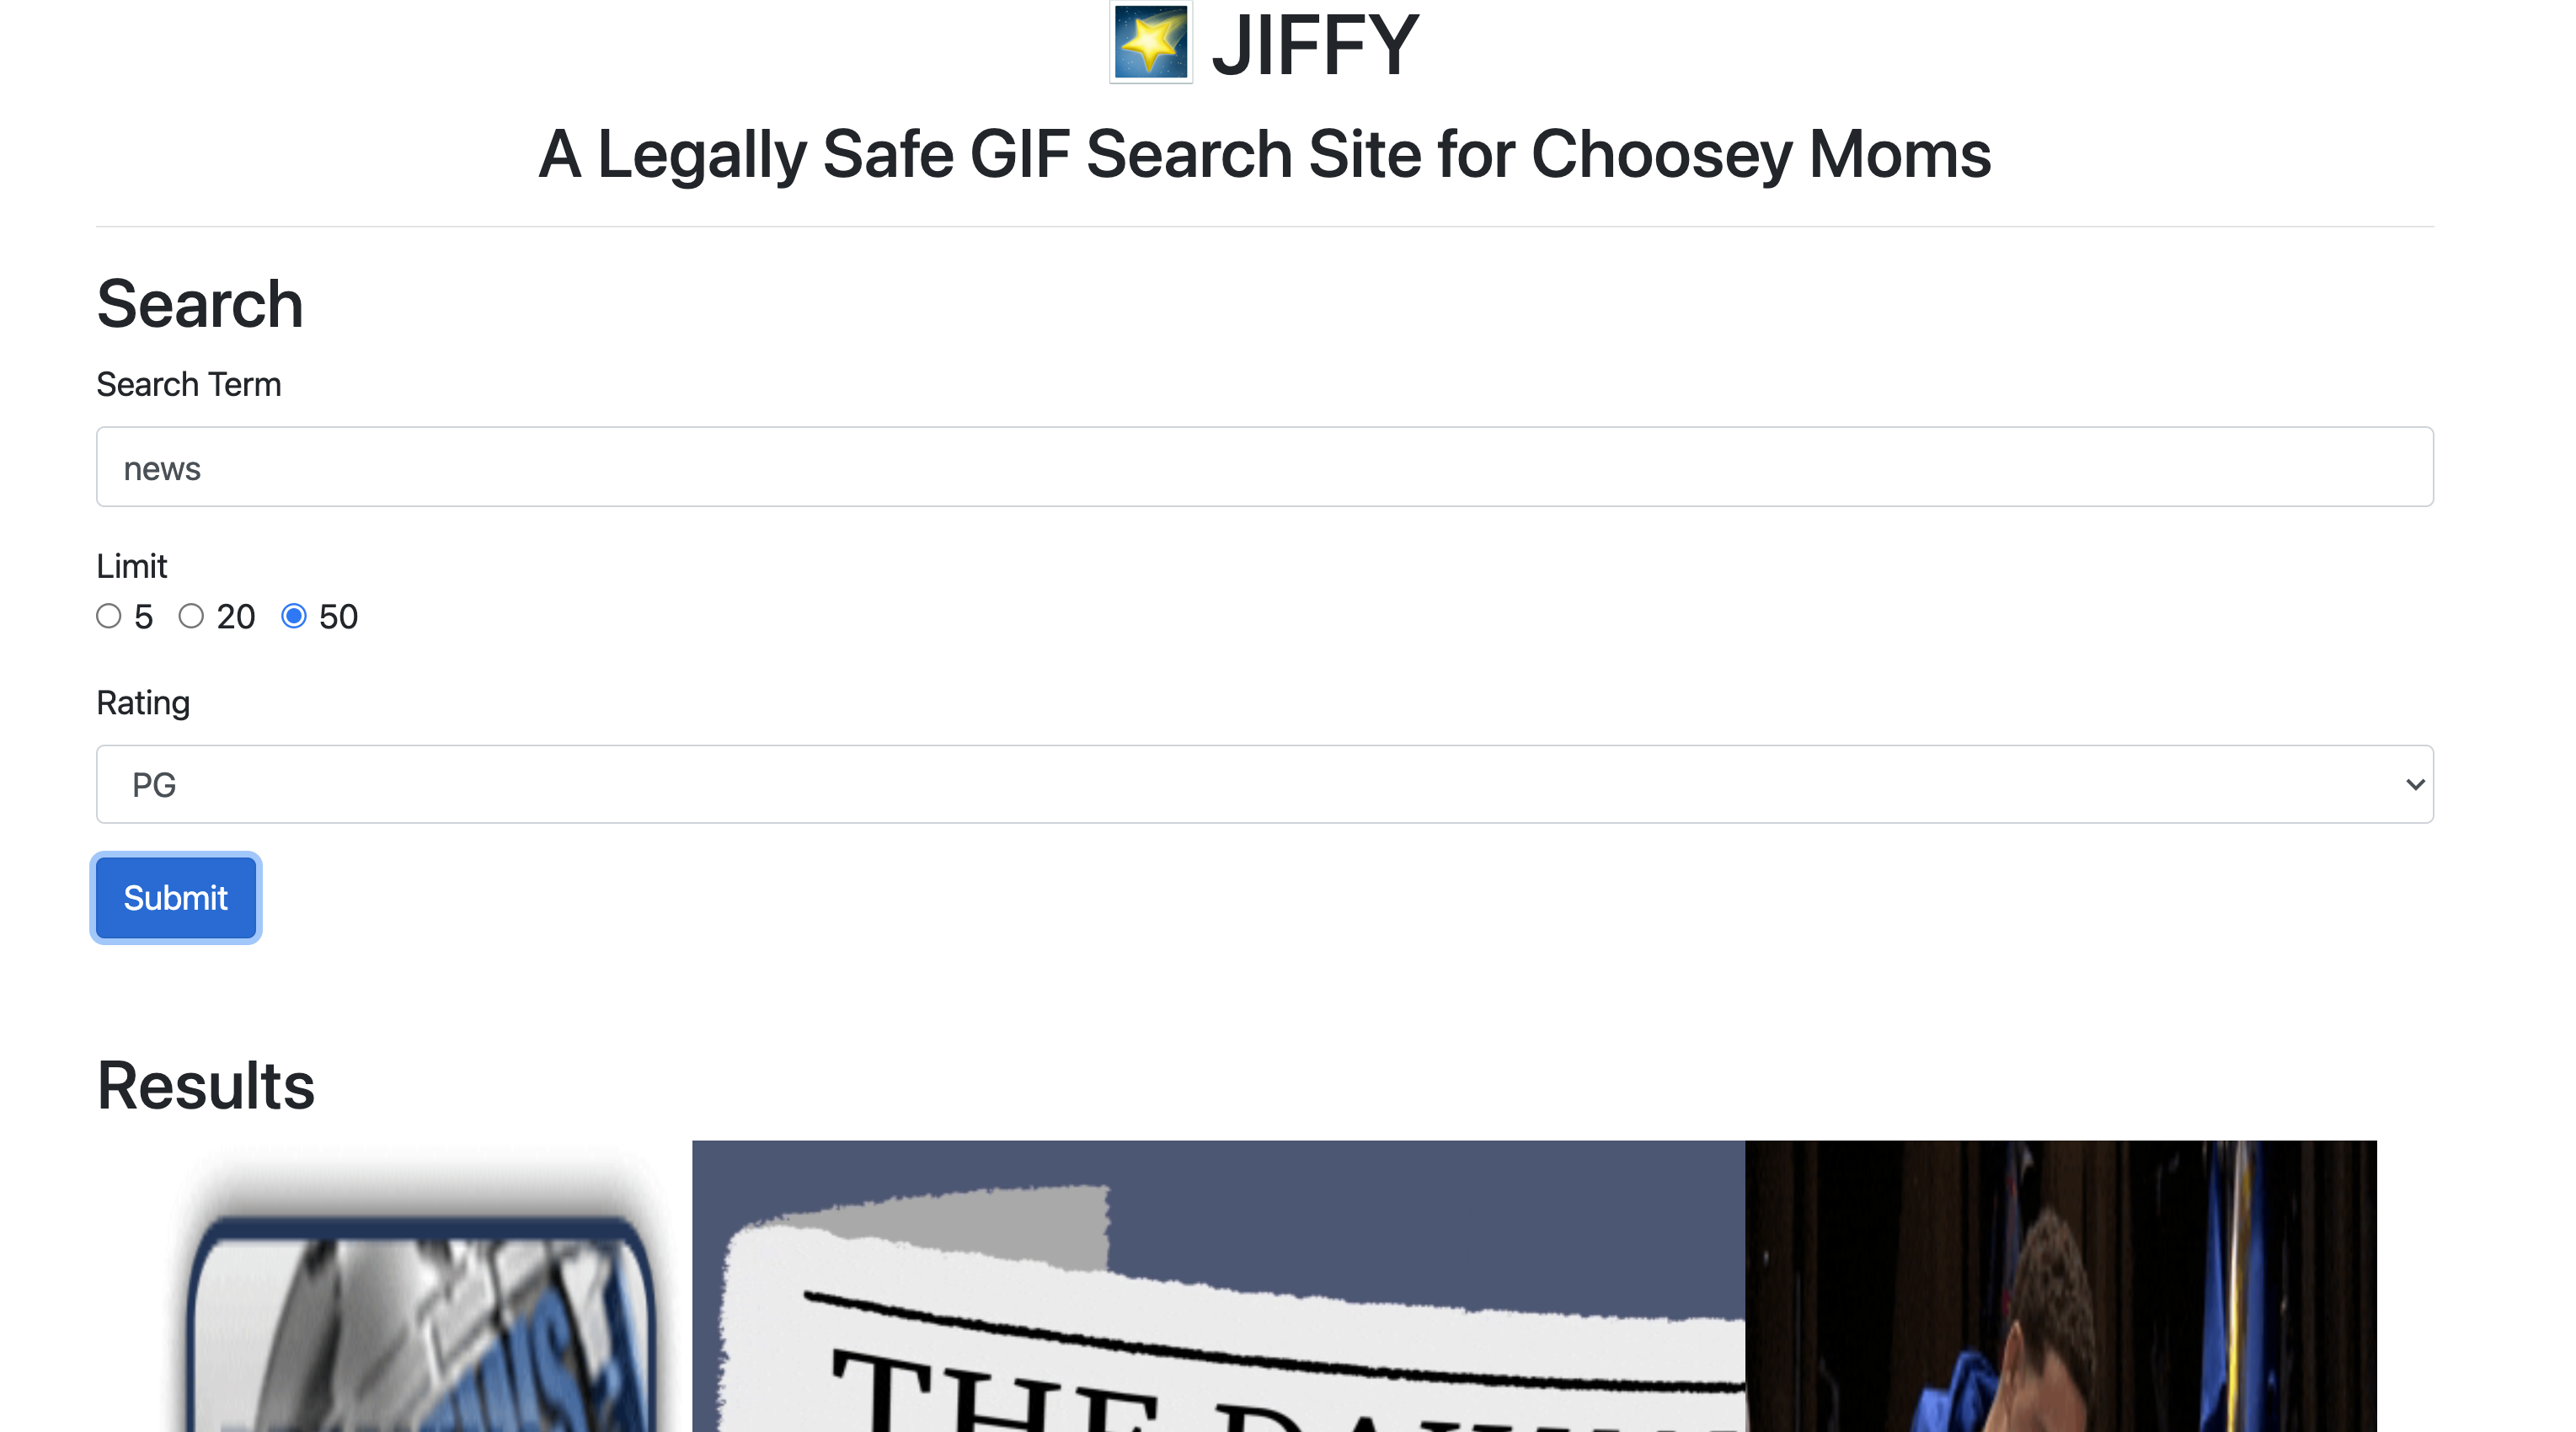 JIFFY
A Legally Safe GIF Search Site for Choosey Moms
Search
Search Term
news
Limit
5 20 50
Rating
PG
Submit
Results
THE